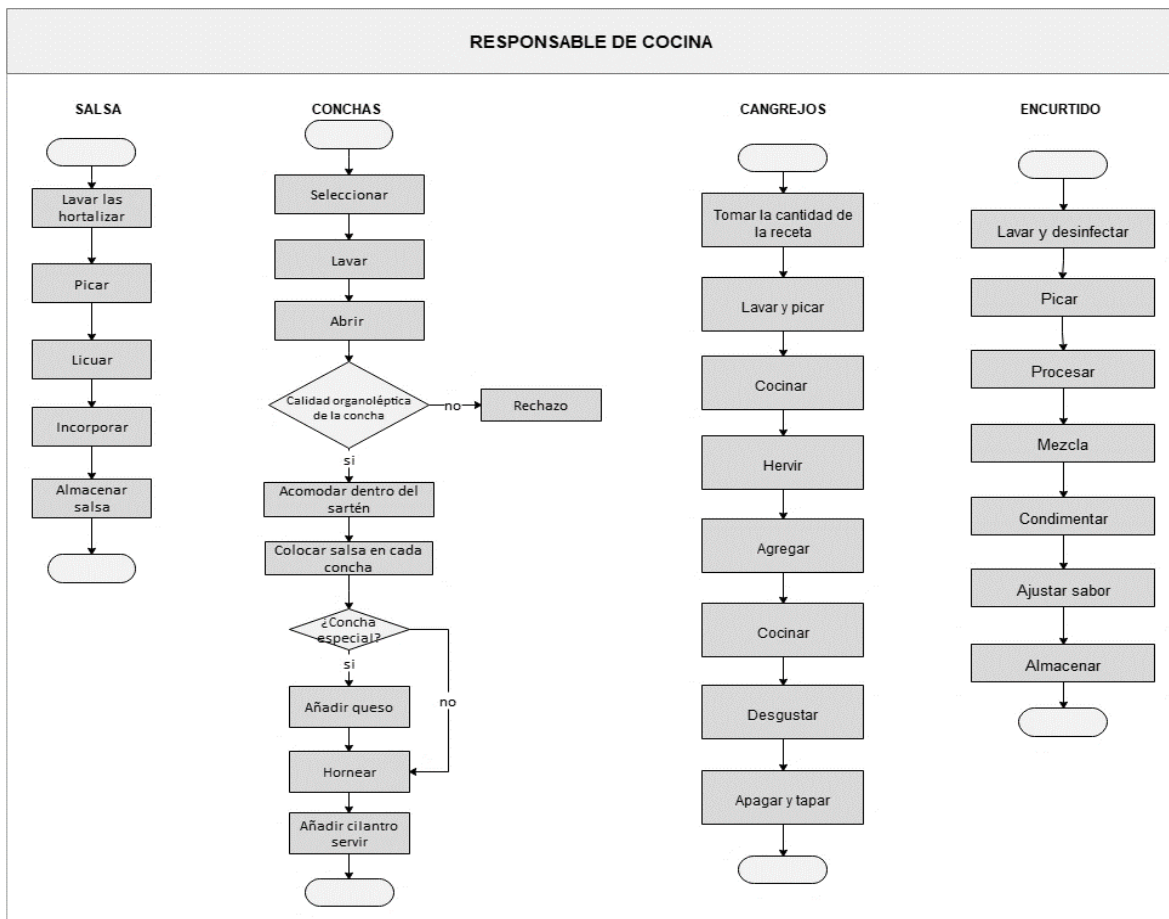 RESPONSABLE DE COCINA
SALSA
Lavar las
hortalizar
Picar
Licuar
Incorporar
Almacenar
salsa
CONCHAS
Seleccionar
Lavar
Abrir
Calidad organoléptica
de la concha
no
Rechazo
si
Acomodar dentro del
sartén
Colocar salsa en cada
concha
¿Concha
especial?
si
no
Añadir queso
Hornear
Añadir cilantro
servir
CANGREJOS
Tomar la cantidad de
la receta
Lavar y picar
Cocinar
Hervir
Agregar
Cocinar
Desgustar
Apagar y tapar
ENCURTIDO
Lavar y desinfectar
Picar
Procesar
Mezcla
Condimentar
Ajustar sabor
Almacenar